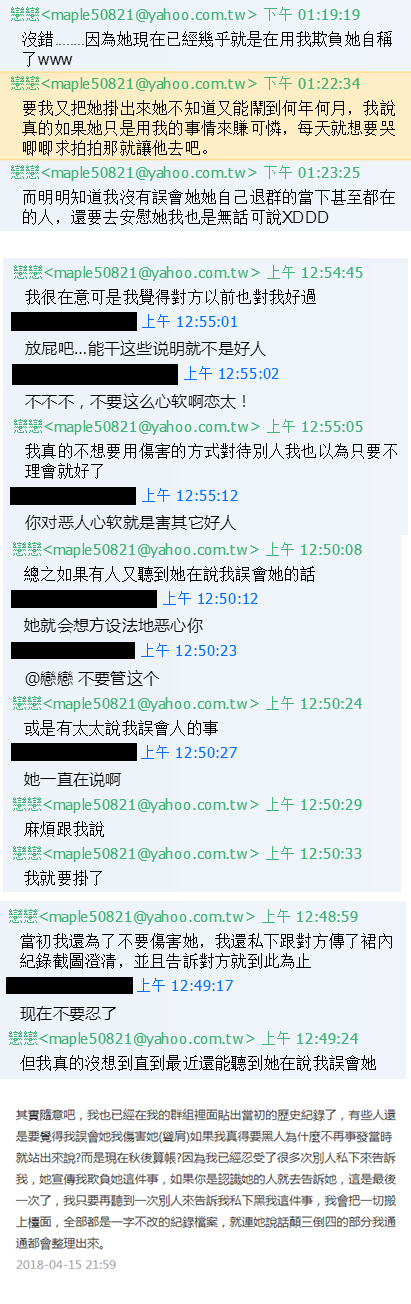 戀戀<maple50821@yahoo.com.tw> 下午 01:19:19
沒錯........因為她現在已經幾乎就是在用我欺負她自稱
了www
戀戀<maple50821@yahoo.com.tw> 下午 01:22:34
要我又把她掛出來她不知道又能鬧到何年何月，我說
真的如果她只是用我的事情來賺可憐，每天就想要哭
唧唧求拍拍那就讓他去吧。
戀戀<maple50821@yahoo.com.tw> 下午 01:23:25
而明明知道我沒有誤會她她自己退群的當下甚至都在
的人，還要去安慰她我也是無話可說XDDD
戀戀<maple50821@yahoo.com.tw> 上午 12:54:45
我很在意可是我覺得對方以前也對我好過
上午 12:55:01
放屁吧...能干这些说明就不是好人
上午 12:55:02
不不不，不要这么心软啊恋太！
戀戀<maple50821@yahoo.com.tw> 上午 12:55:05
我真的不想要用傷害的方式對待別人我也以為只要不
理會就好了
上午 12:55:12
你对恶人心软就是害其它好人
戀戀<maple50821@yahoo.com.tw> 上午 12:50:08
總之如果有人又聽到她在說我誤會她的話
上午 12:50:12
她就会想方设法地恶心你
上午 12:50:23
@戀戀 不要管这个
戀戀<maple50821@yahoo.com.tw> 上午 12:50:24
或是有太太說我誤會人的事
上午 12:50:27
她一直在说啊
戀戀<maple50821@yahoo.com.tw> 上午 12:50:29
麻煩跟我說
戀戀<maple50821@yahoo.com.tw> 上午 12:50:33
我就要掛了
戀戀<maple50821@yahoo.com.tw> 上午 12:48:59
當初我還為了不要傷害她，我還私下跟對方傳了裙內
紀錄截圖澄清，並且告訴對方就到此為止
上午 12:49:17
现在不要忍了
戀戀<maple50821@yahoo.com.tw> 上午 12:49:24
但我真的沒想到直到最近還能聽到她在說我誤會她
其實隨意吧，我也已經在我的群組裡面貼出當初的歷史紀錄了，有些人還
是要覺得我誤會她我傷害她(聳肩)如果我真得要黑人為什麼不再事發當時
就站出來說?而是現在秋後算帳?因為我已經忍受了很多次別人私下來告訴
我，她宣傳我欺負她這件事，如果你是認識她的人就去告訴她，這是最後
一次了，我只要再聽到一次別人來告訴我私下黑我這件事，我會把一切搬
上檯面，全部都是一字不改的紀錄檔案，就連她說話顛三倒四的部分我通
通都會整理出來。
2018-04-15 21:59